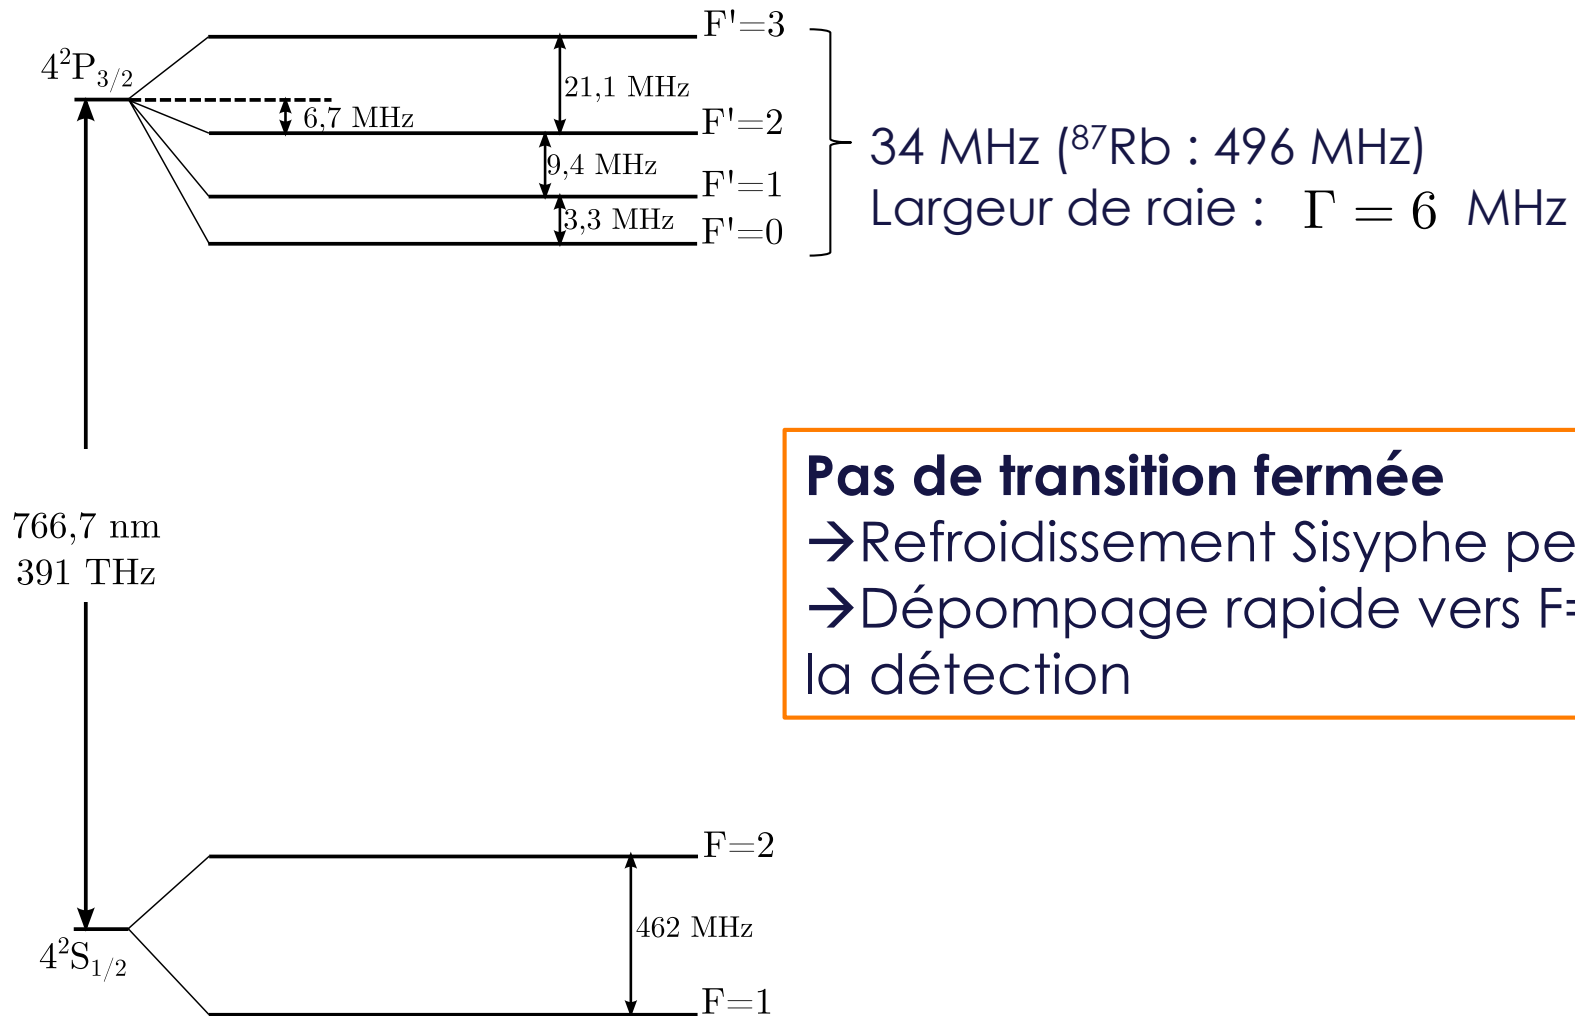 F'=3
4²P₃/₂
21,1 MHz
6,7 MHz
F'=2
9,4 MHz
F'=1
3,3 MHz
F'=0
34 MHz (⁸⁷Rb : 496 MHz)
Largeur de raie : Γ = 6 MHz
Pas de transition fermée
→Refroidissement Sisyphe
→Dépompage rapide vers
la détection
766,7 nm
391 THz
F=2
462 MHz
4²S₁/₂
F=1